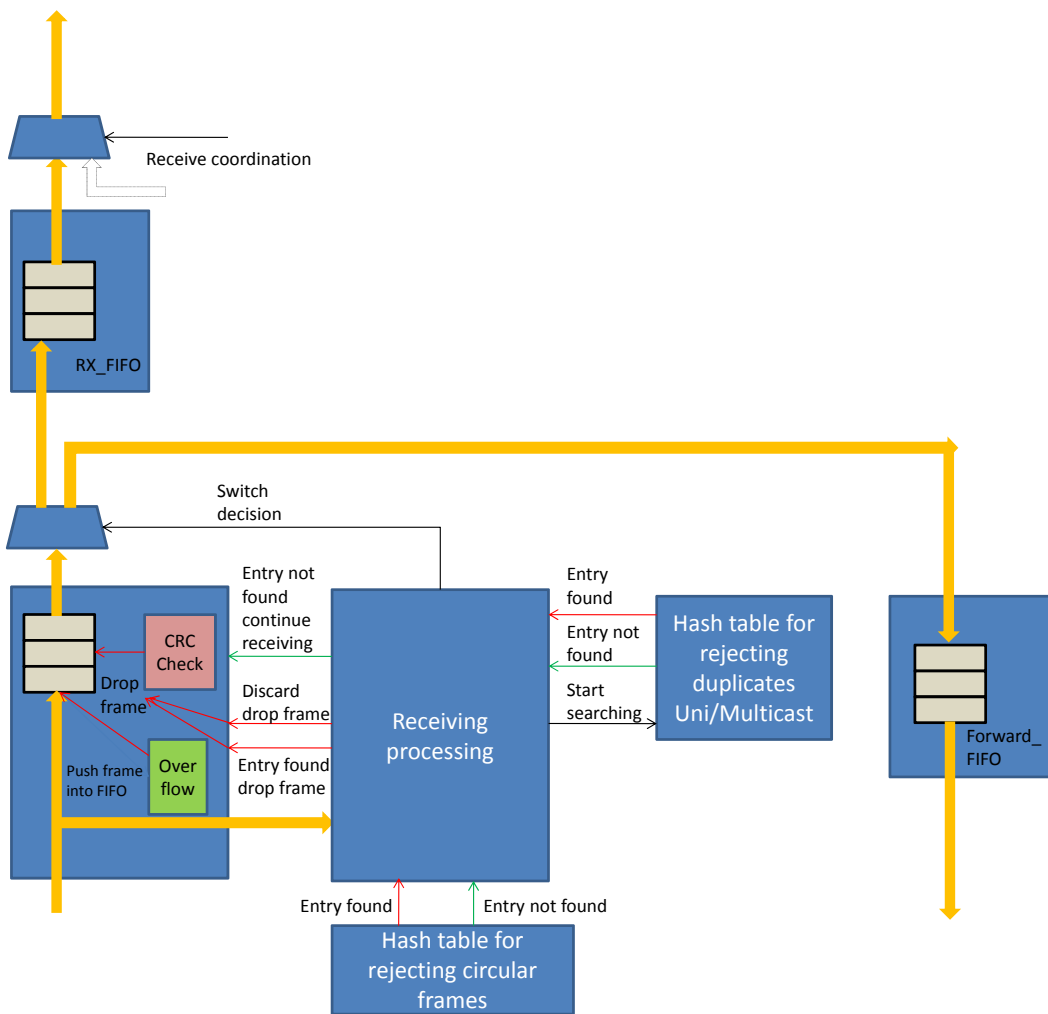 Receive coordination
RX_FIFO
Switch
decision
Entry not
found
continue
receiving
Entry
found
Entry not
found
Start
searching
Hash table for
rejecting
duplicates
Uni/Multicast
CRC
Check
Drop
frame
Discard
drop frame
Receiving
processing
Entry found
drop frame
Push frame
into FIFO
Over
flow
Forward_
FIFO
Entry found
Entry not found
Hash table for
rejecting circular
frames